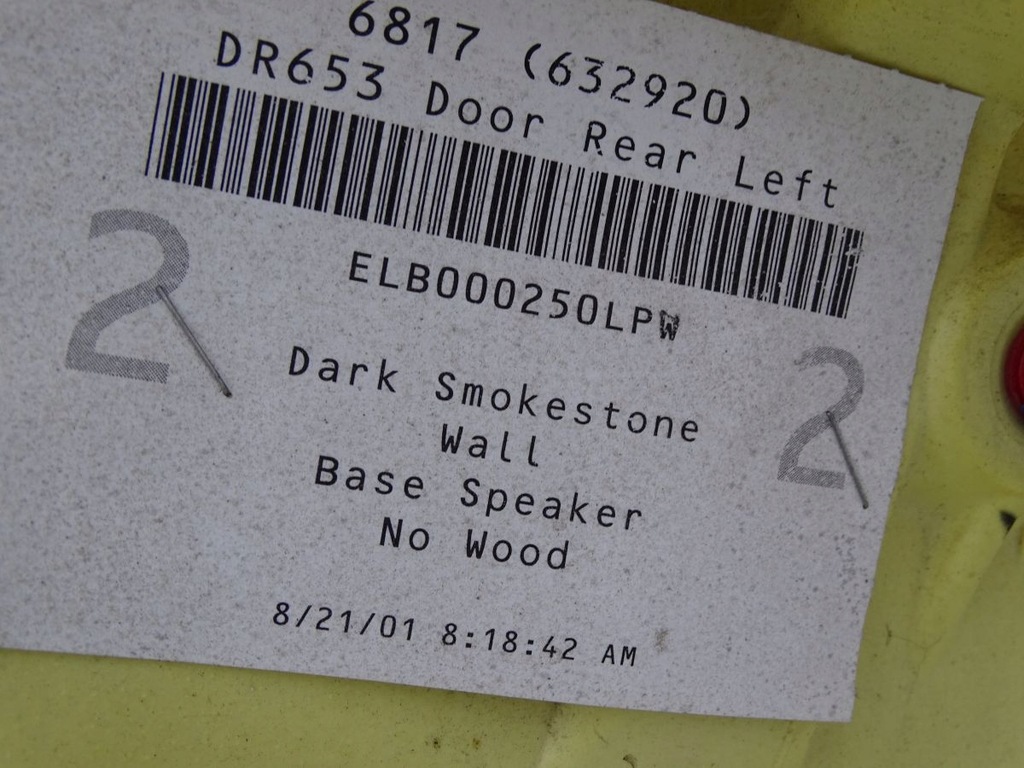 6817 (632920)
DR653 Door Rear Left
ELB000250LPW
2
2
Dark Smokestone
Wall
Base Speaker
No Wood
8/21/01 8:18:42 AM